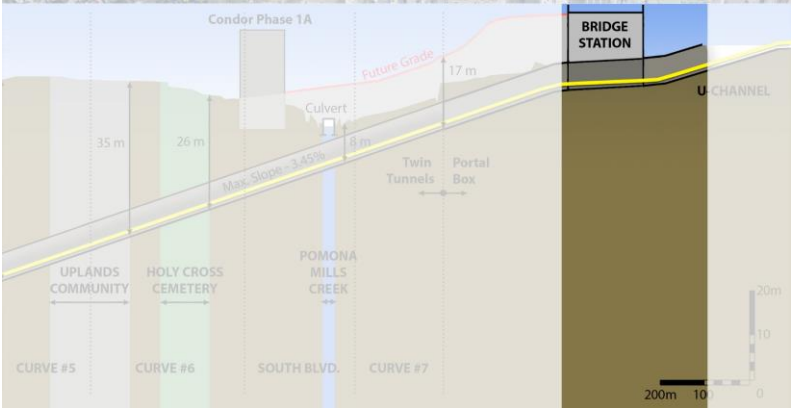 Condor Phase 1A
BRIDGE
STATION
Future Grade
17 m
Culvert
U-CHANNEL
35 m
26 m
8 m
Max. Slope - 3.45%
Twin
Tunnels
Portal
Box
UPLANDS
COMMUNITY
HOLY CROSS
CEMETERY
POMONA
MILLS
CREEK
20m
10
0
CURVE #5
CURVE #6
SOUTH BLVD.
CURVE #7
200m 100